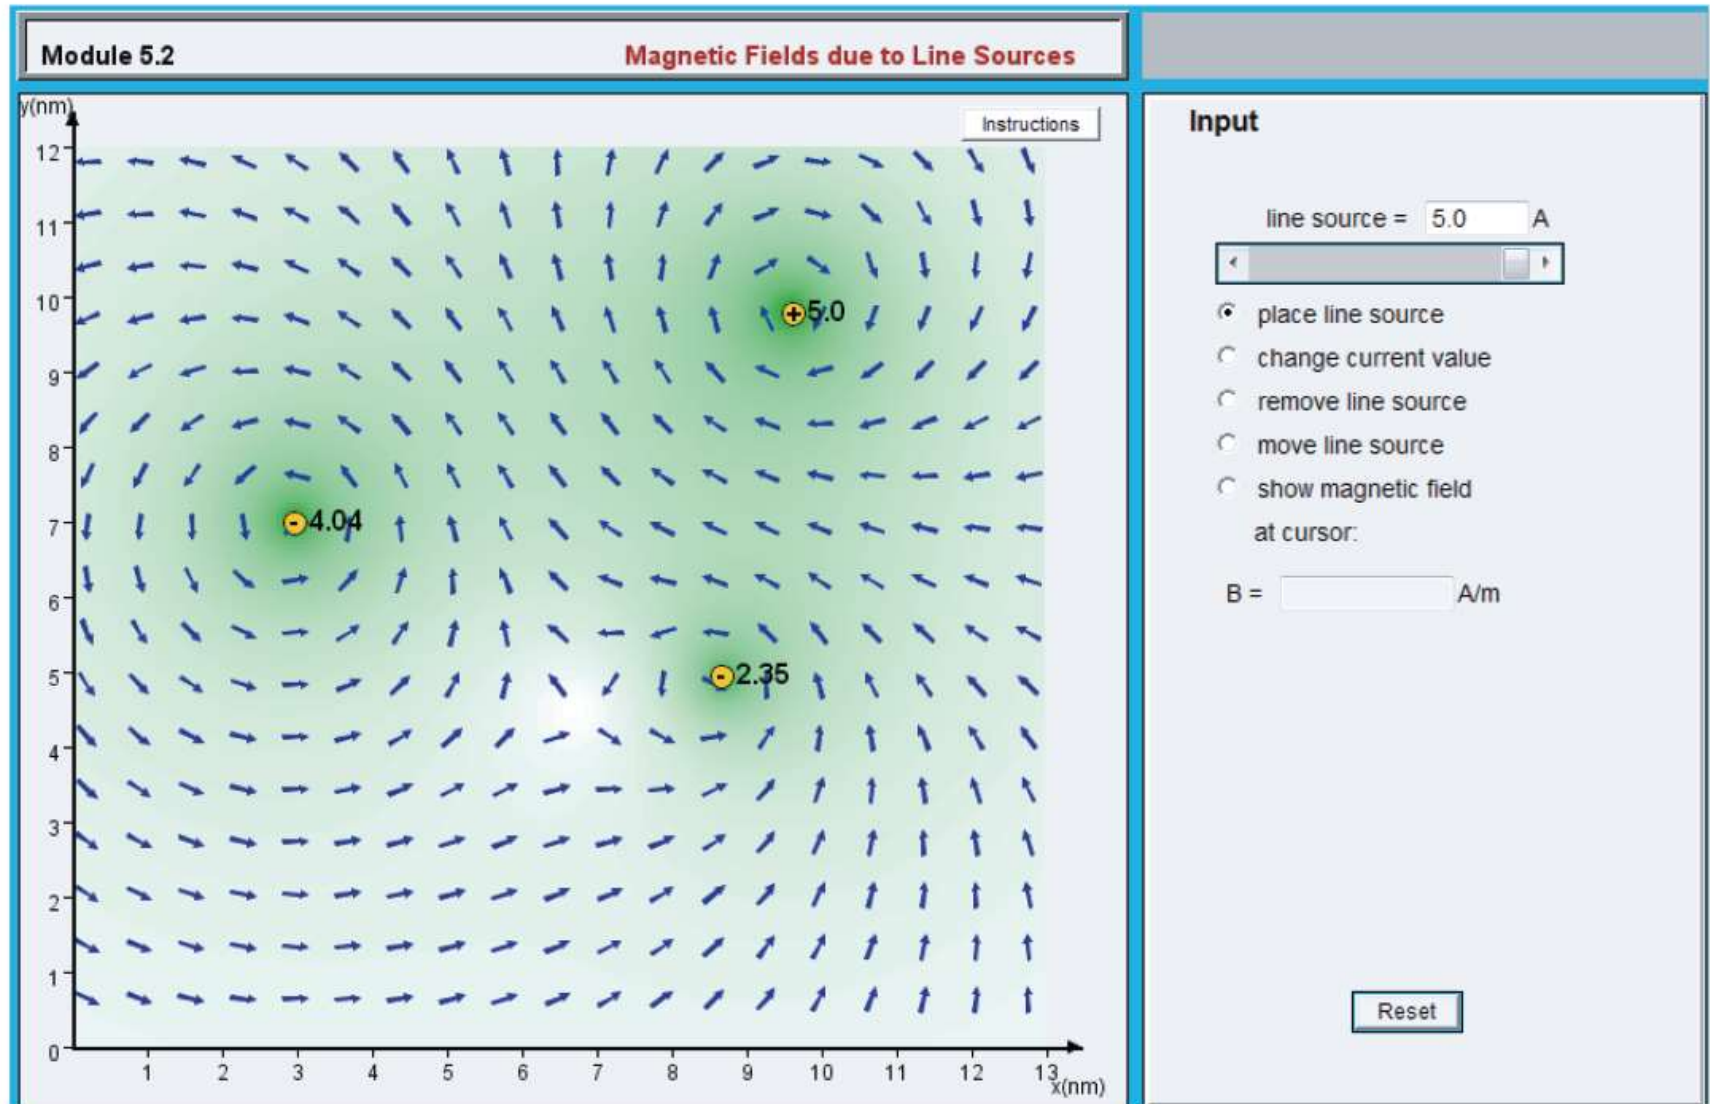 Module 5.2
Magnetic Fields due to Line Sources
y(nm)
Instructions
12
11
10
9
8
7
6
5
4
3
2
1
0
+5.0
-4.04
-2.35
1 2 3 4 5 6 7 8 9 10 11 12 13
x(nm)
Input
line source = 5.0 A
place line source
change current value
remove line source
move line source
show magnetic field
at cursor:
B = A/m
Reset